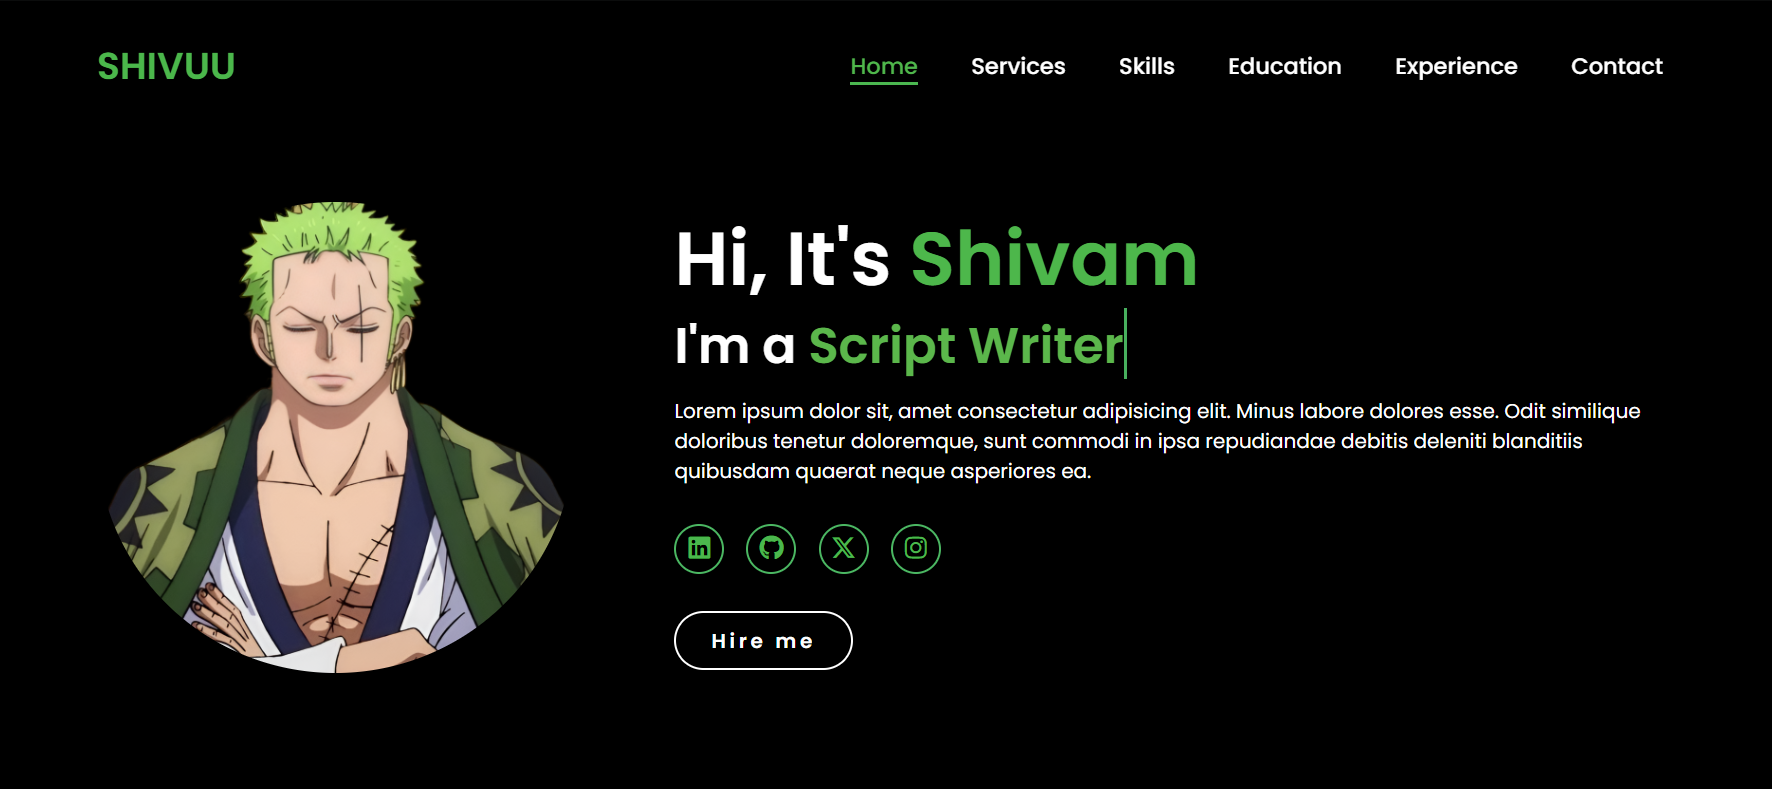 SHIVUU
Home Services Skills Education Experience Contact
Hi, It's Shivam
I'm a Script Writer
Lorem ipsum dolor sit, amet consectetur adipisicing elit. Minus labore dolores esse. Odit similique
doloribus tenetur doloremque, sunt commodi in ipsa repudiandae debitis deleniti blanditiis
quibusdam quaerat neque asperiores ea.
Hire me